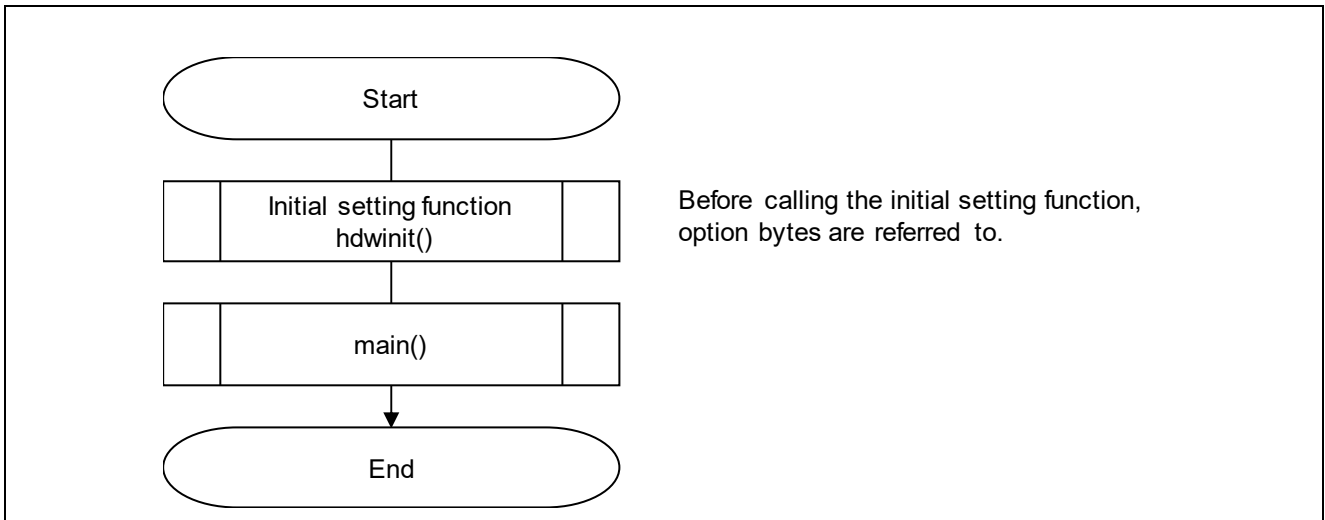 Start
Initial setting function
hdwinit()
Before calling the initial setting function,
option bytes are referred to.
main()
End